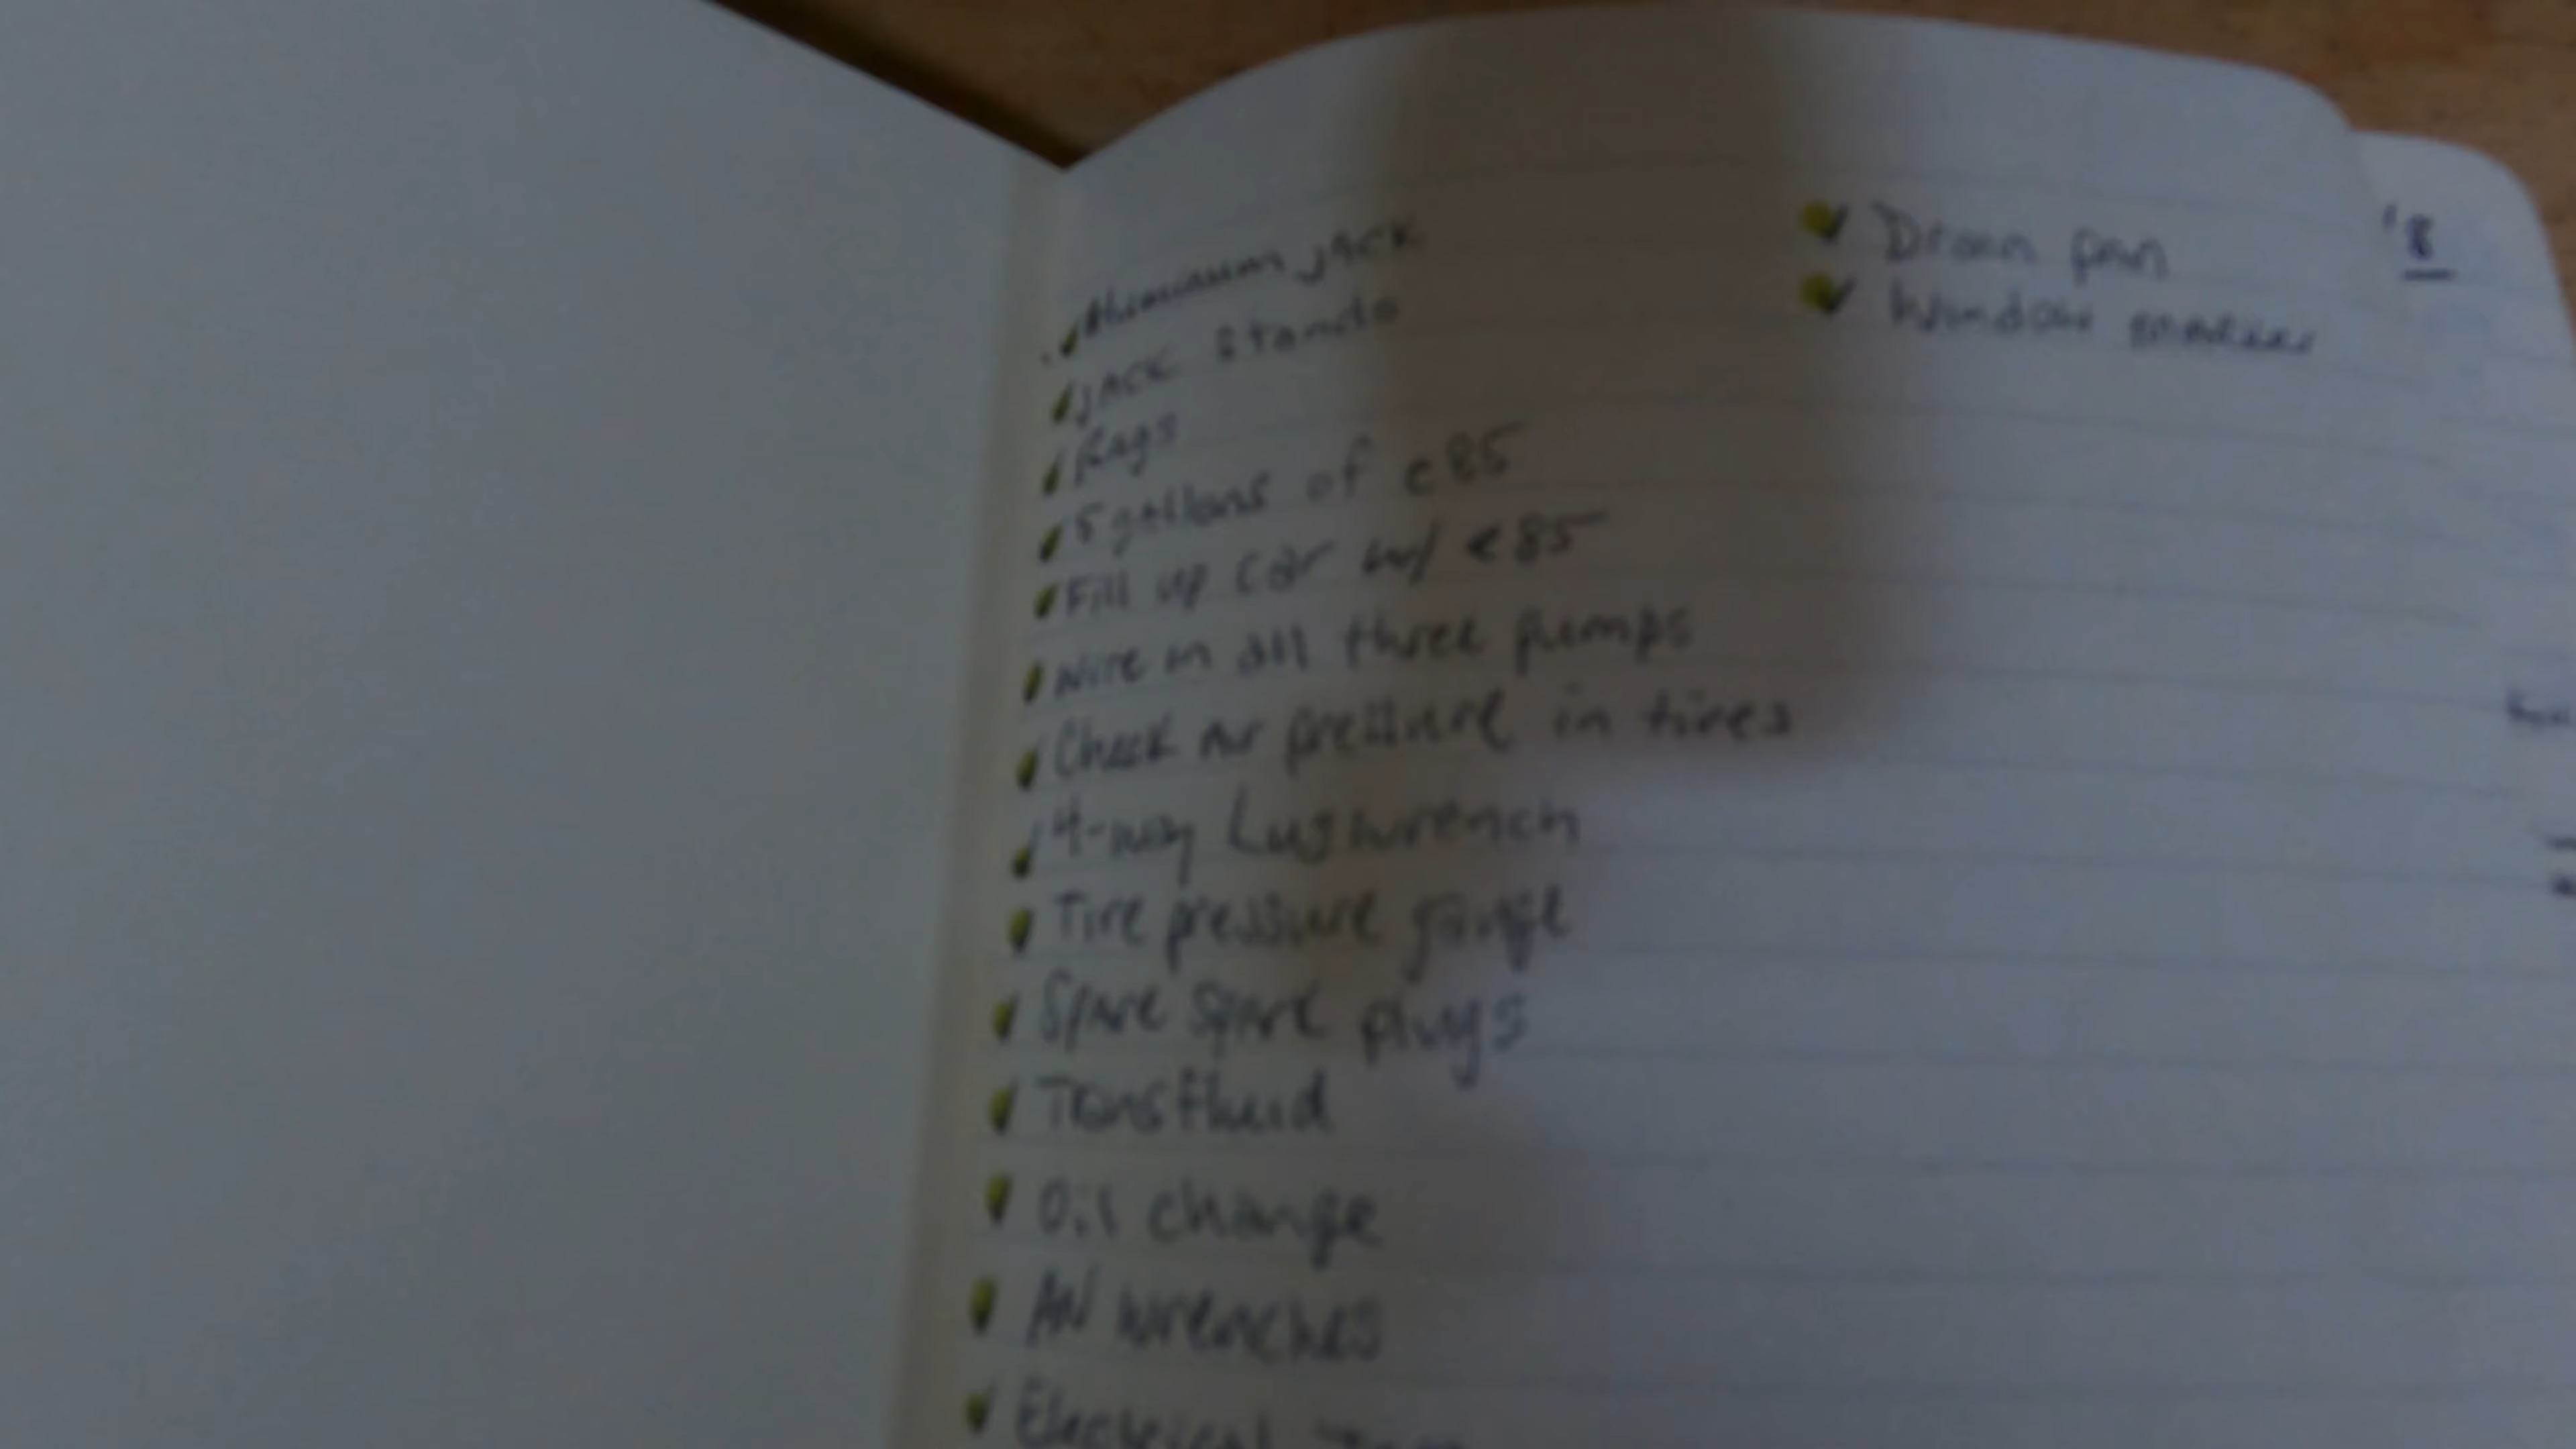 Aluminum jack
jack stands
Rags
5 gallons of e85
Fill up car w/ e85
Wire in all three pumps
Check air pressure in tires
4-way Lugwrench
Tire pressure gauge
Spare spark plugs
Trans fluid
Oil change
AN wrenches
Electrical
Drain pan
Window